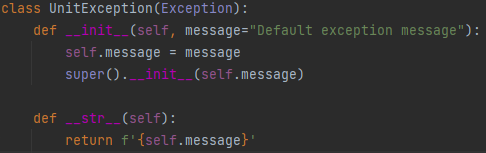 class UnitException(Exception):
    def __init__(self, message="Default exception message"):
        self.message = message
        super().__init__(self.message)

    def __str__(self):
        return f'{self.message}'